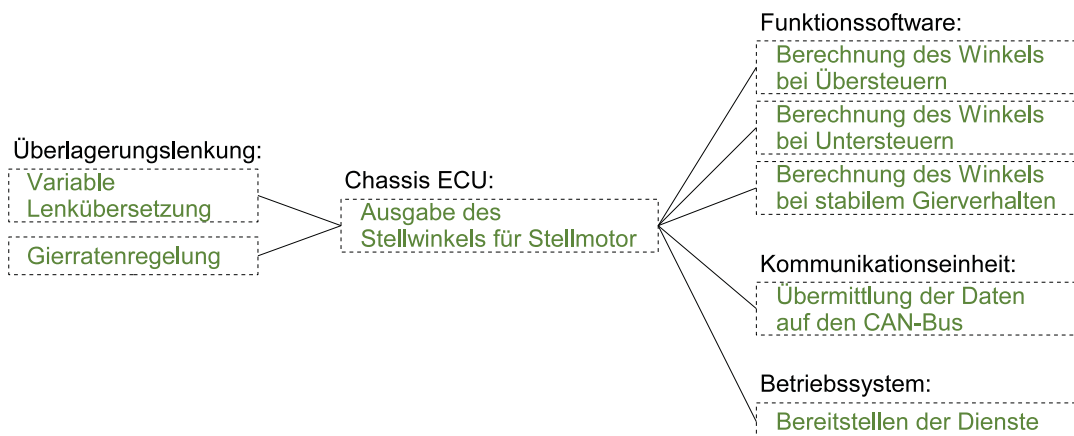 Überlagerungslenkung:
Variable
Lenkübersetzung
Gierratenregelung
Chassis ECU:
Ausgabe des
Stellwinkels für Stellmotor
Funktionssoftware:
Berechnung des Winkels
bei Übersteuern
Berechnung des Winkels
bei Untersteuern
Berechnung des Winkels
bei stabilem Gierverhalten
Kommunikationseinheit:
Übermittlung der Daten
auf den CAN-Bus
Betriebssystem:
Bereitstellen der Dienste